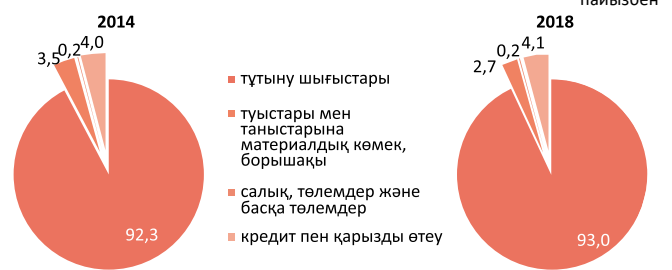 пайызбен
2014
2018
3,5
0,2
4,0
92,3
тұтыну шығыстары
туыстары мен
таныстарына
материалдық көмек,
борышақы
салық, төлемдер және
басқа төлемдер
кредит пен қарызды өтеу
2,7
0,2
4,1
93,0